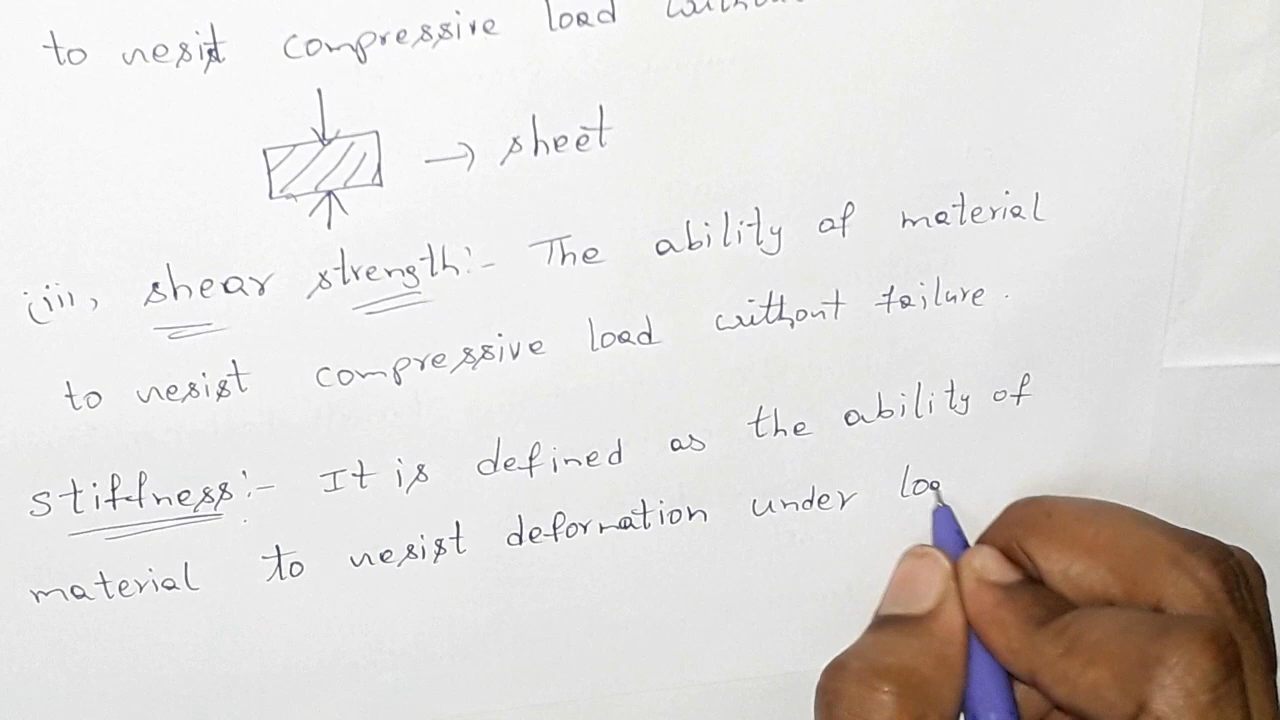 to resist compressive load
→ sheet
(iii, shear strength:- The ability of material
to resist compressive load without failure.
stiffness:- It is defined as the ability of
material to resist deformation under loa